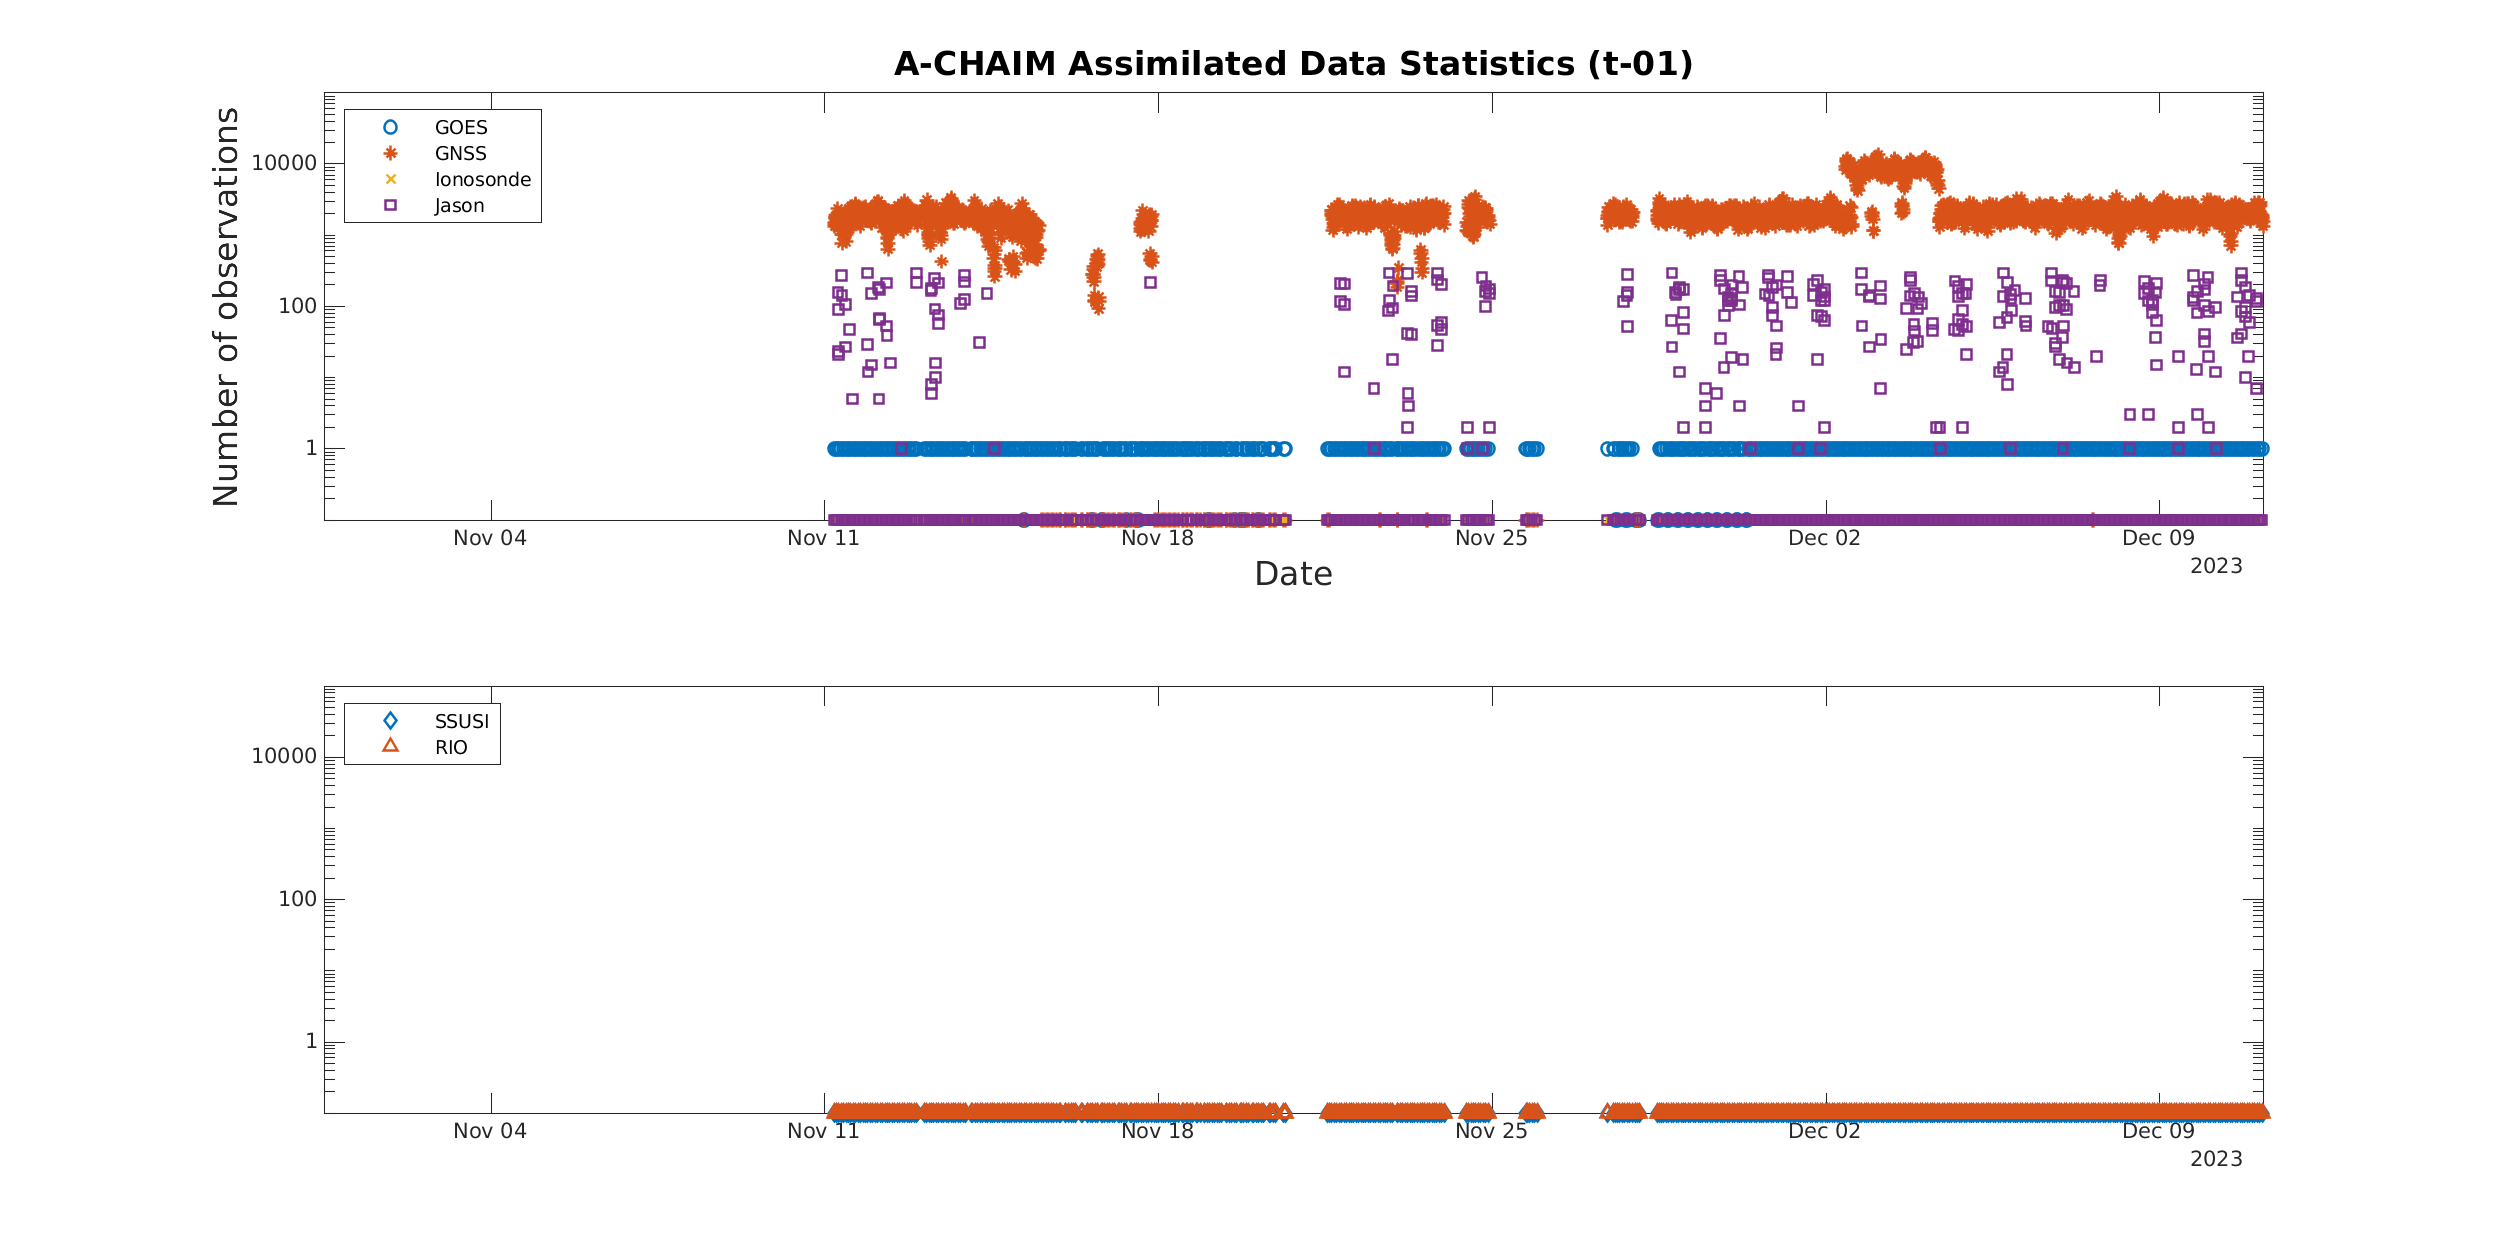 A-CHAIM Assimilated Data Statistics (t-01)
Number of observations
GOES
GNSS
Ionosonde
Jason
10000
100
1
Nov 04 Nov 11 Nov 18 Nov 25 Dec 02 Dec 09
2023
Date
SSUSI
RIO
10000
100
1
Nov 04 Nov 11 Nov 18 Nov 25 Dec 02 Dec 09
2023